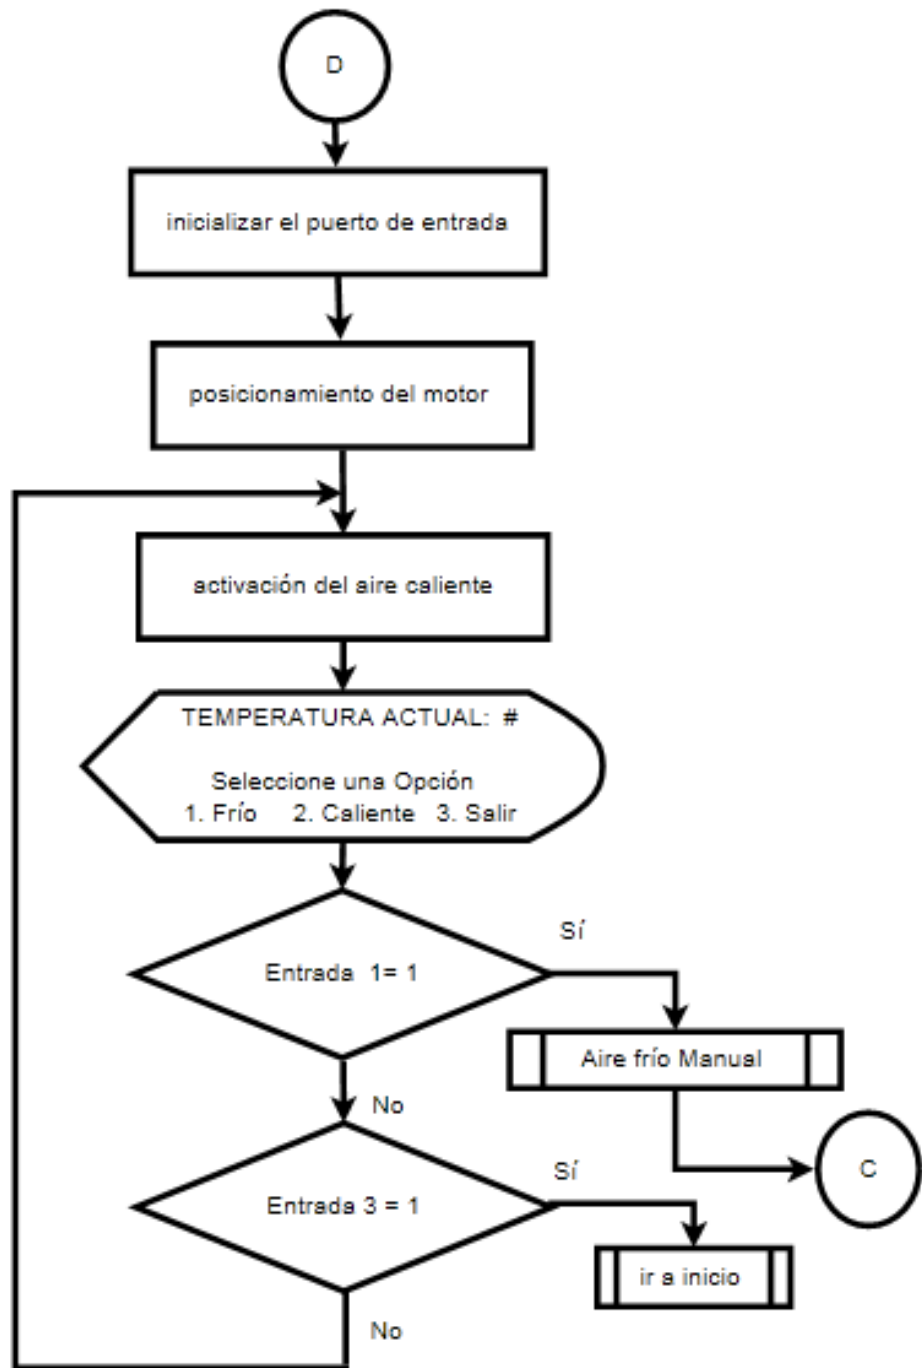 D
inicializar el puerto de entrada
posicionamiento del motor
activación del aire caliente
TEMPERATURA ACTUAL: #
Seleccione una Opción
1. Frío 2. Caliente 3. Salir
Sí
Entrada 1= 1
Aire frío Manual
No
C
Sí
Entrada 3 = 1
ir a inicio
No